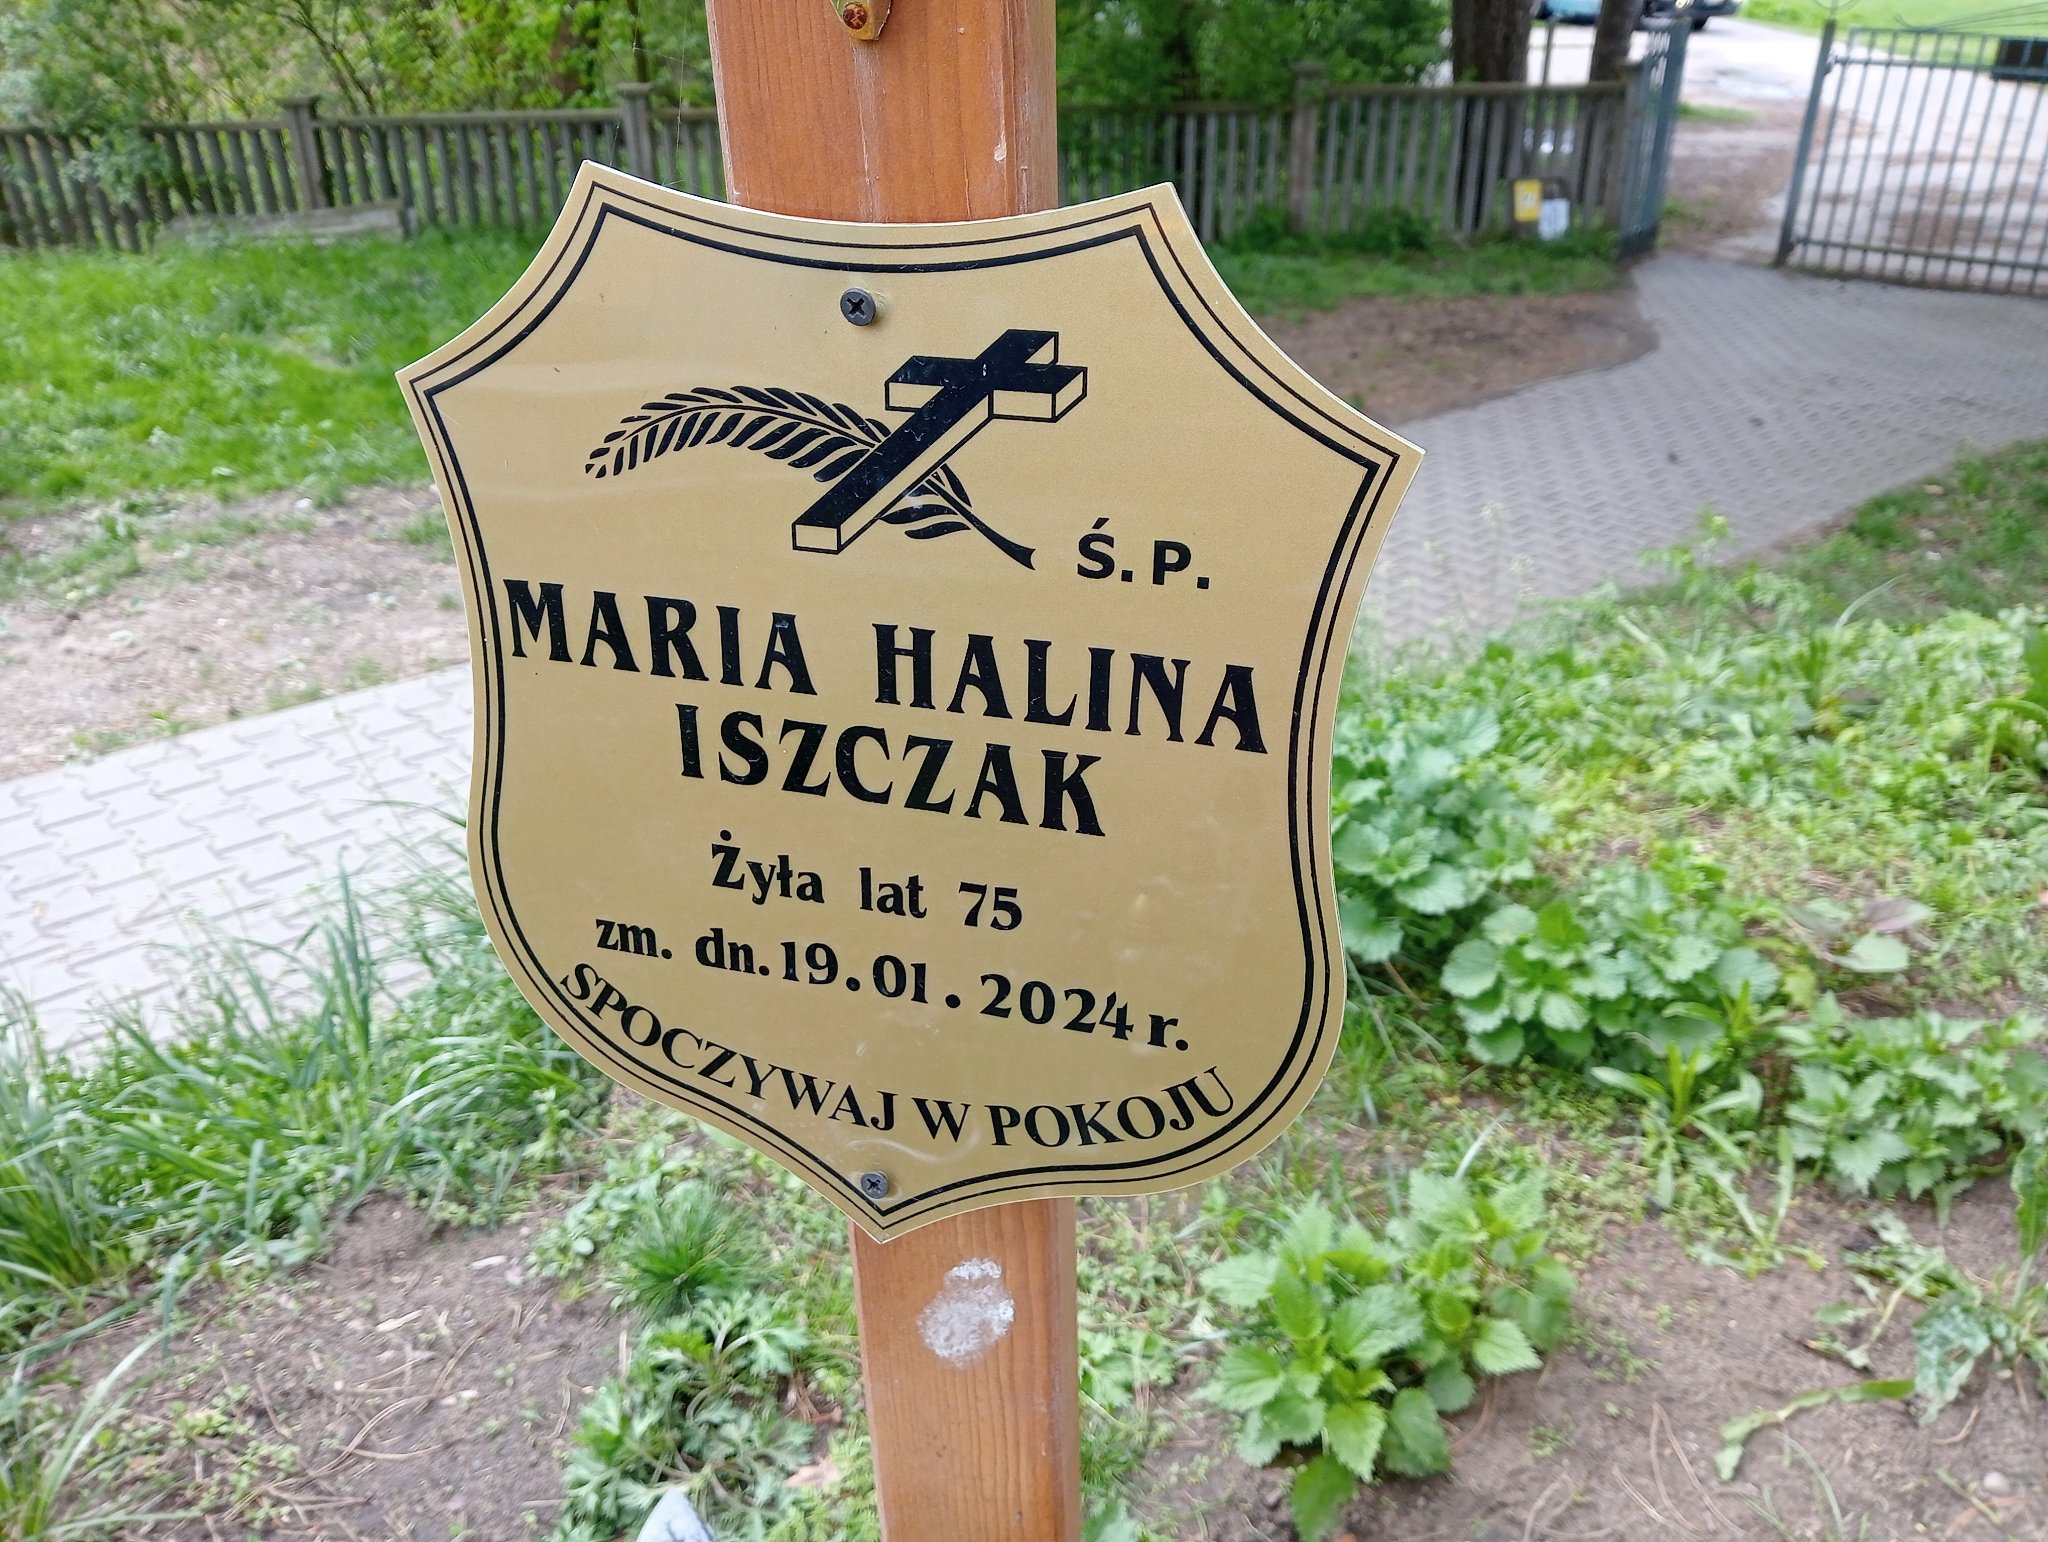 Ś.P.
MARIA HALINA
ISZCZAK
Żyła lat 75
zm. dn. 19.01.2024 r.
SPOCZYWAJ W POKOJU